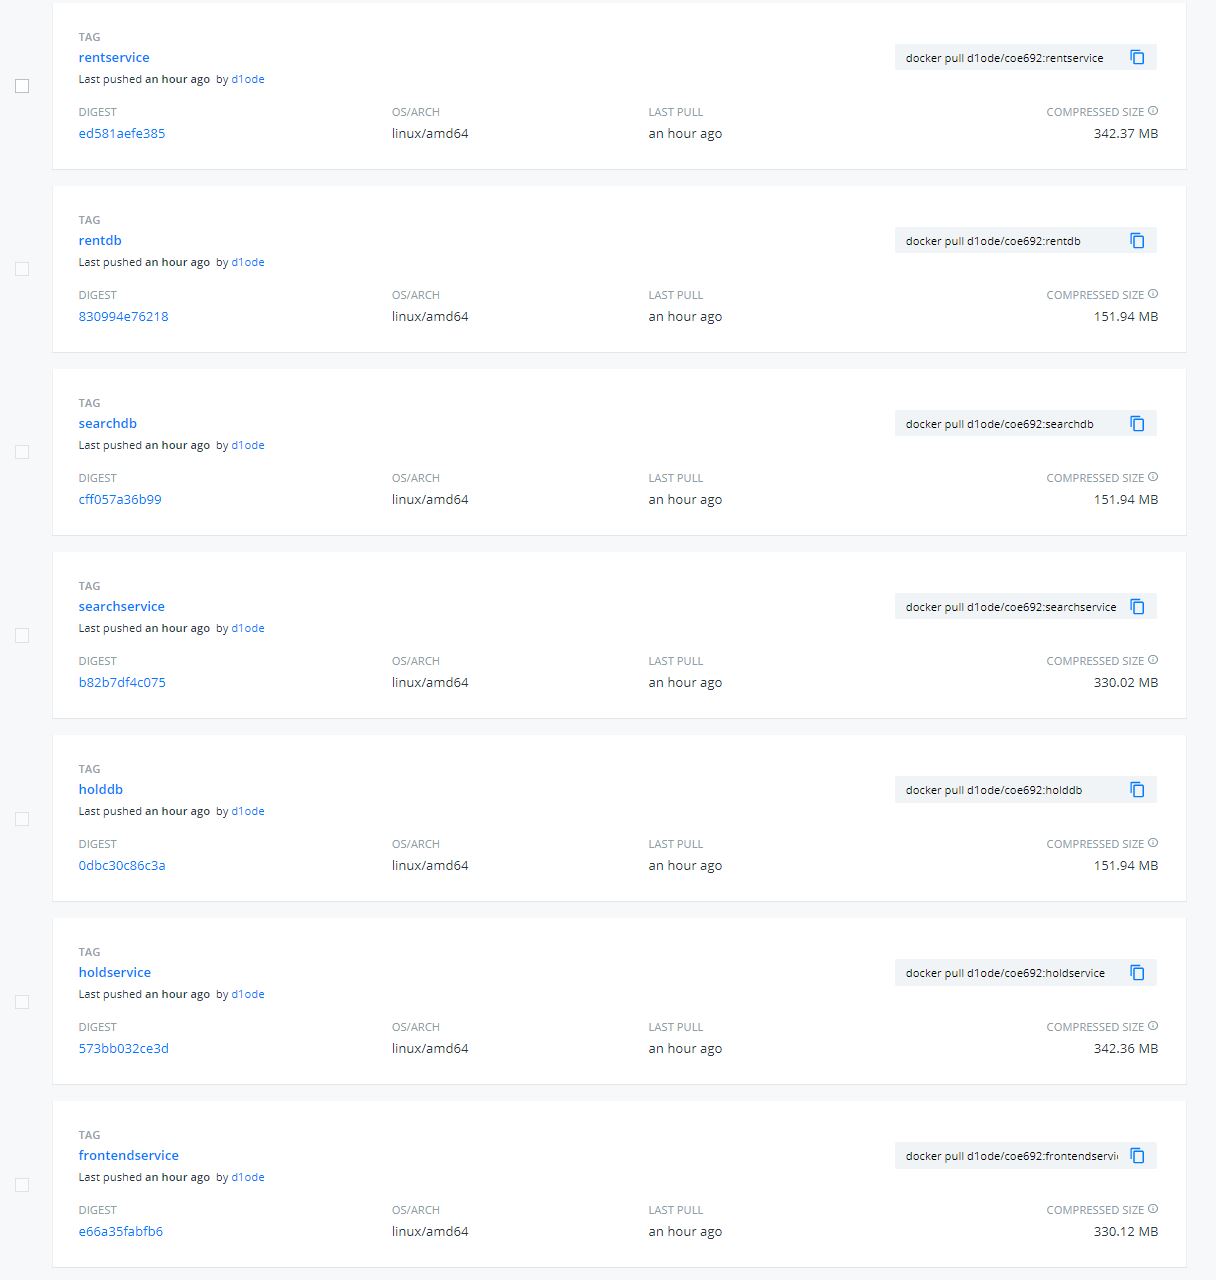 TAG
rentservice
docker pull d1ode/coe692:rentservice
Last pushed an hour ago by d1ode
DIGEST OS/ARCH LAST PULL COMPRESSED SIZE
ed581aefe385 linux/amd64 an hour ago 342.37 MB
TAG
rentdb
docker pull d1ode/coe692:rentdb
Last pushed an hour ago by d1ode
DIGEST OS/ARCH LAST PULL COMPRESSED SIZE
830994e76218 linux/amd64 an hour ago 151.94 MB
TAG
searchdb
docker pull d1ode/coe692:searchdb
Last pushed an hour ago by d1ode
DIGEST OS/ARCH LAST PULL COMPRESSED SIZE
cff057a36b99 linux/amd64 an hour ago 151.94 MB
TAG
searchservice
docker pull d1ode/coe692:searchservice
Last pushed an hour ago by d1ode
DIGEST OS/ARCH LAST PULL COMPRESSED SIZE
b82b7df4c075 linux/amd64 an hour ago 330.02 MB
TAG
holddb
docker pull d1ode/coe692:holddb
Last pushed an hour ago by d1ode
DIGEST OS/ARCH LAST PULL COMPRESSED SIZE
0dbc30c86c3a linux/amd64 an hour ago 151.94 MB
TAG
holdservice
docker pull d1ode/coe692:holdservice
Last pushed an hour ago by d1ode
DIGEST OS/ARCH LAST PULL COMPRESSED SIZE
573bb032ce3d linux/amd64 an hour ago 342.36 MB
TAG
frontendservice
docker pull d1ode/coe692:frontendservi
Last pushed an hour ago by d1ode
DIGEST OS/ARCH LAST PULL COMPRESSED SIZE
e66a35fabfb6 linux/amd64 an hour ago 330.12 MB